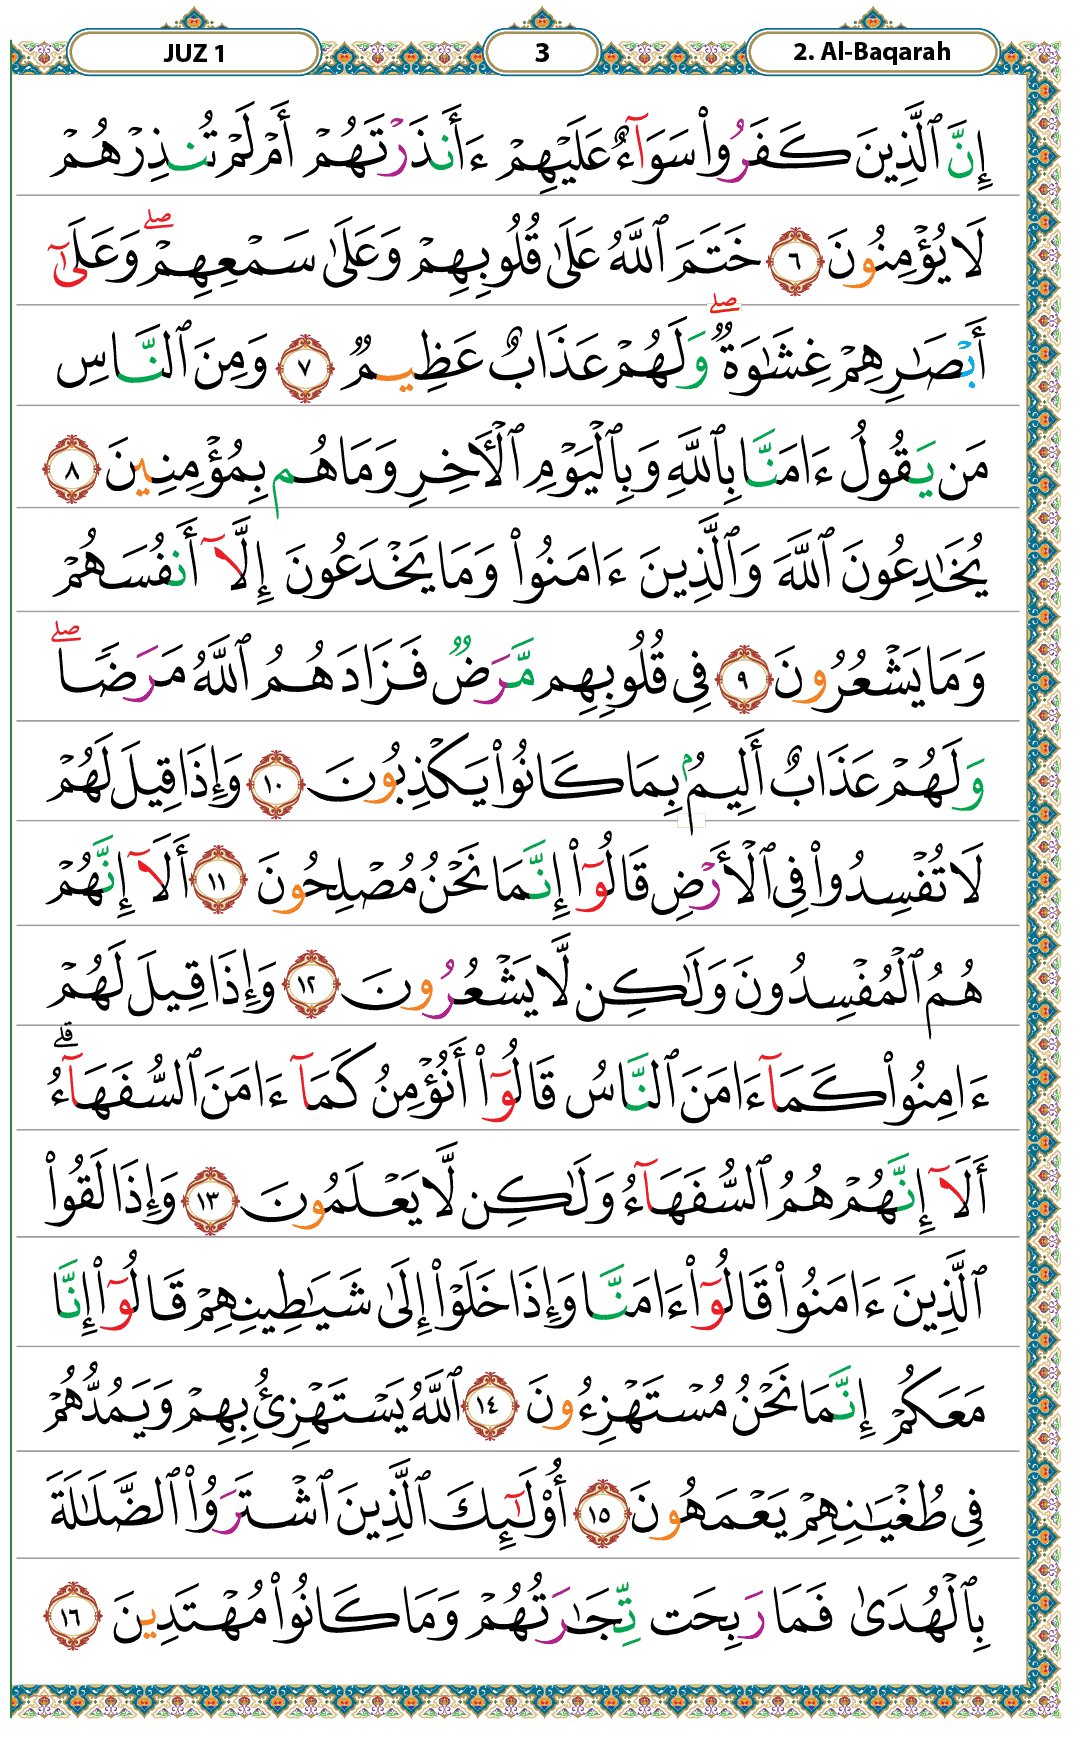 JUZ 1 3 2. Al-Baqarah
إِنَّ ٱلَّذِينَ كَفَرُوا۟ سَوَآءٌ عَلَيْهِمْ ءَأَنذَرْتَهُمْ أَمْ لَمْ تُنذِرْهُمْ
لَا يُؤْمِنُونَ ٦ خَتَمَ ٱللَّهُ عَلَىٰ قُلُوبِهِمْ وَعَلَىٰ سَمْعِهِمْ ۖ وَعَلَىٰٓ
أَبْصَٰرِهِمْ غِشَٰوَةٌ ۖ وَلَهُمْ عَذَابٌ عَظِيمٌ ٧ وَمِنَ ٱلنَّاسِ
مَن يَقُولُ ءَامَنَّا بِٱللَّهِ وَبِٱلْيَوْمِ ٱلْـَٔاخِرِ وَمَا هُم بِمُؤْمِنِينَ ٨
يُخَٰدِعُونَ ٱللَّهَ وَٱلَّذِينَ ءَامَنُوا۟ وَمَا يَخْدَعُونَ إِلَّآ أَنفُسَهُمْ
وَمَا يَشْعُرُونَ ٩ فِى قُلُوبِهِم مَّرَضٌ فَزَادَهُمُ ٱللَّهُ مَرَضًا ۖ
وَلَهُمْ عَذَابٌ أَلِيمٌۢ بِمَا كَانُوا۟ يَكْذِبُونَ ١٠ وَإِذَا قِيلَ لَهُمْ
لَا تُفْسِدُوا۟ فِى ٱلْأَرْضِ قَالُوٓا۟ إِنَّمَا نَحْنُ مُصْلِحُونَ ١١ أَلَآ إِنَّهُمْ
هُمُ ٱلْمُفْسِدُونَ وَلَٰكِن لَّا يَشْعُرُونَ ١٢ وَإِذَا قِيلَ لَهُمْ
ءَامِنُوا۟ كَمَآ ءَامَنَ ٱلنَّاسُ قَالُوٓا۟ أَنُؤْمِنُ كَمَآ ءَامَنَ ٱلسُّفَهَآءُ ۗ
أَلَآ إِنَّهُمْ هُمُ ٱلسُّفَهَآءُ وَلَٰكِن لَّا يَعْلَمُونَ ١٣ وَإِذَا لَقُوا۟
ٱلَّذِينَ ءَامَنُوا۟ قَالُوٓا۟ ءَامَنَّا وَإِذَا خَلَوْا۟ إِلَىٰ شَيَٰطِينِهِمْ قَالُوٓا۟ إِنَّا
مَعَكُمْ إِنَّمَا نَحْنُ مُسْتَهْزِءُونَ ١٤ ٱللَّهُ يَسْتَهْزِئُ بِهِمْ وَيَمُدُّهُمْ
فِى طُغْيَٰنِهِمْ يَعْمَهُونَ ١٥ أُو۟لَٰٓئِكَ ٱلَّذِينَ ٱشْتَرَوُا۟ ٱلضَّلَٰلَةَ
بِٱلْهُدَىٰ فَمَا رَبِحَت تِّجَٰرَتُهُمْ وَمَا كَانُوا۟ مُهْتَدِينَ ١٦